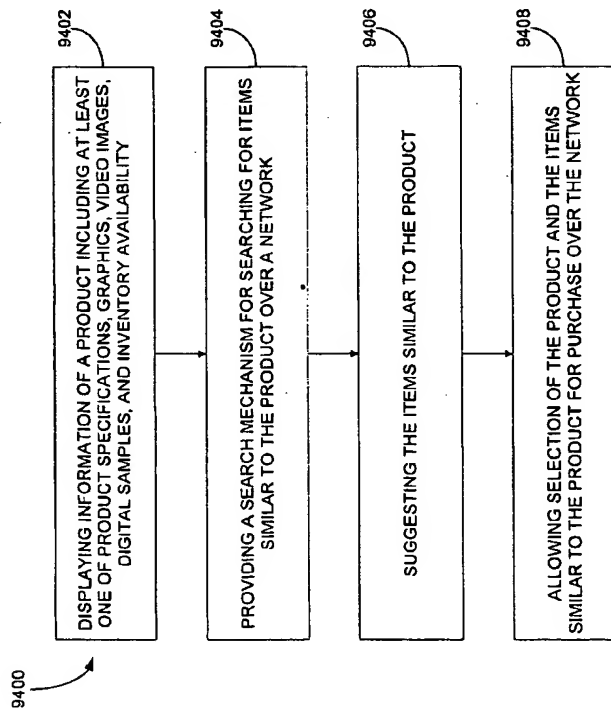 9400
9402
DISPLAYING INFORMATION OF A PRODUCT INCLUDING AT LEAST
ONE OF PRODUCT SPECIFICATIONS, GRAPHICS, VIDEO IMAGES,
DIGITAL SAMPLES, AND INVENTORY AVAILABILITY
9404
PROVIDING A SEARCH MECHANISM FOR SEARCHING FOR ITEMS
SIMILAR TO THE PRODUCT OVER A NETWORK
9406
SUGGESTING THE ITEMS SIMILAR TO THE PRODUCT
9408
ALLOWING SELECTION OF THE PRODUCT AND THE ITEMS
SIMILAR TO THE PRODUCT FOR PURCHASE OVER THE NETWORK